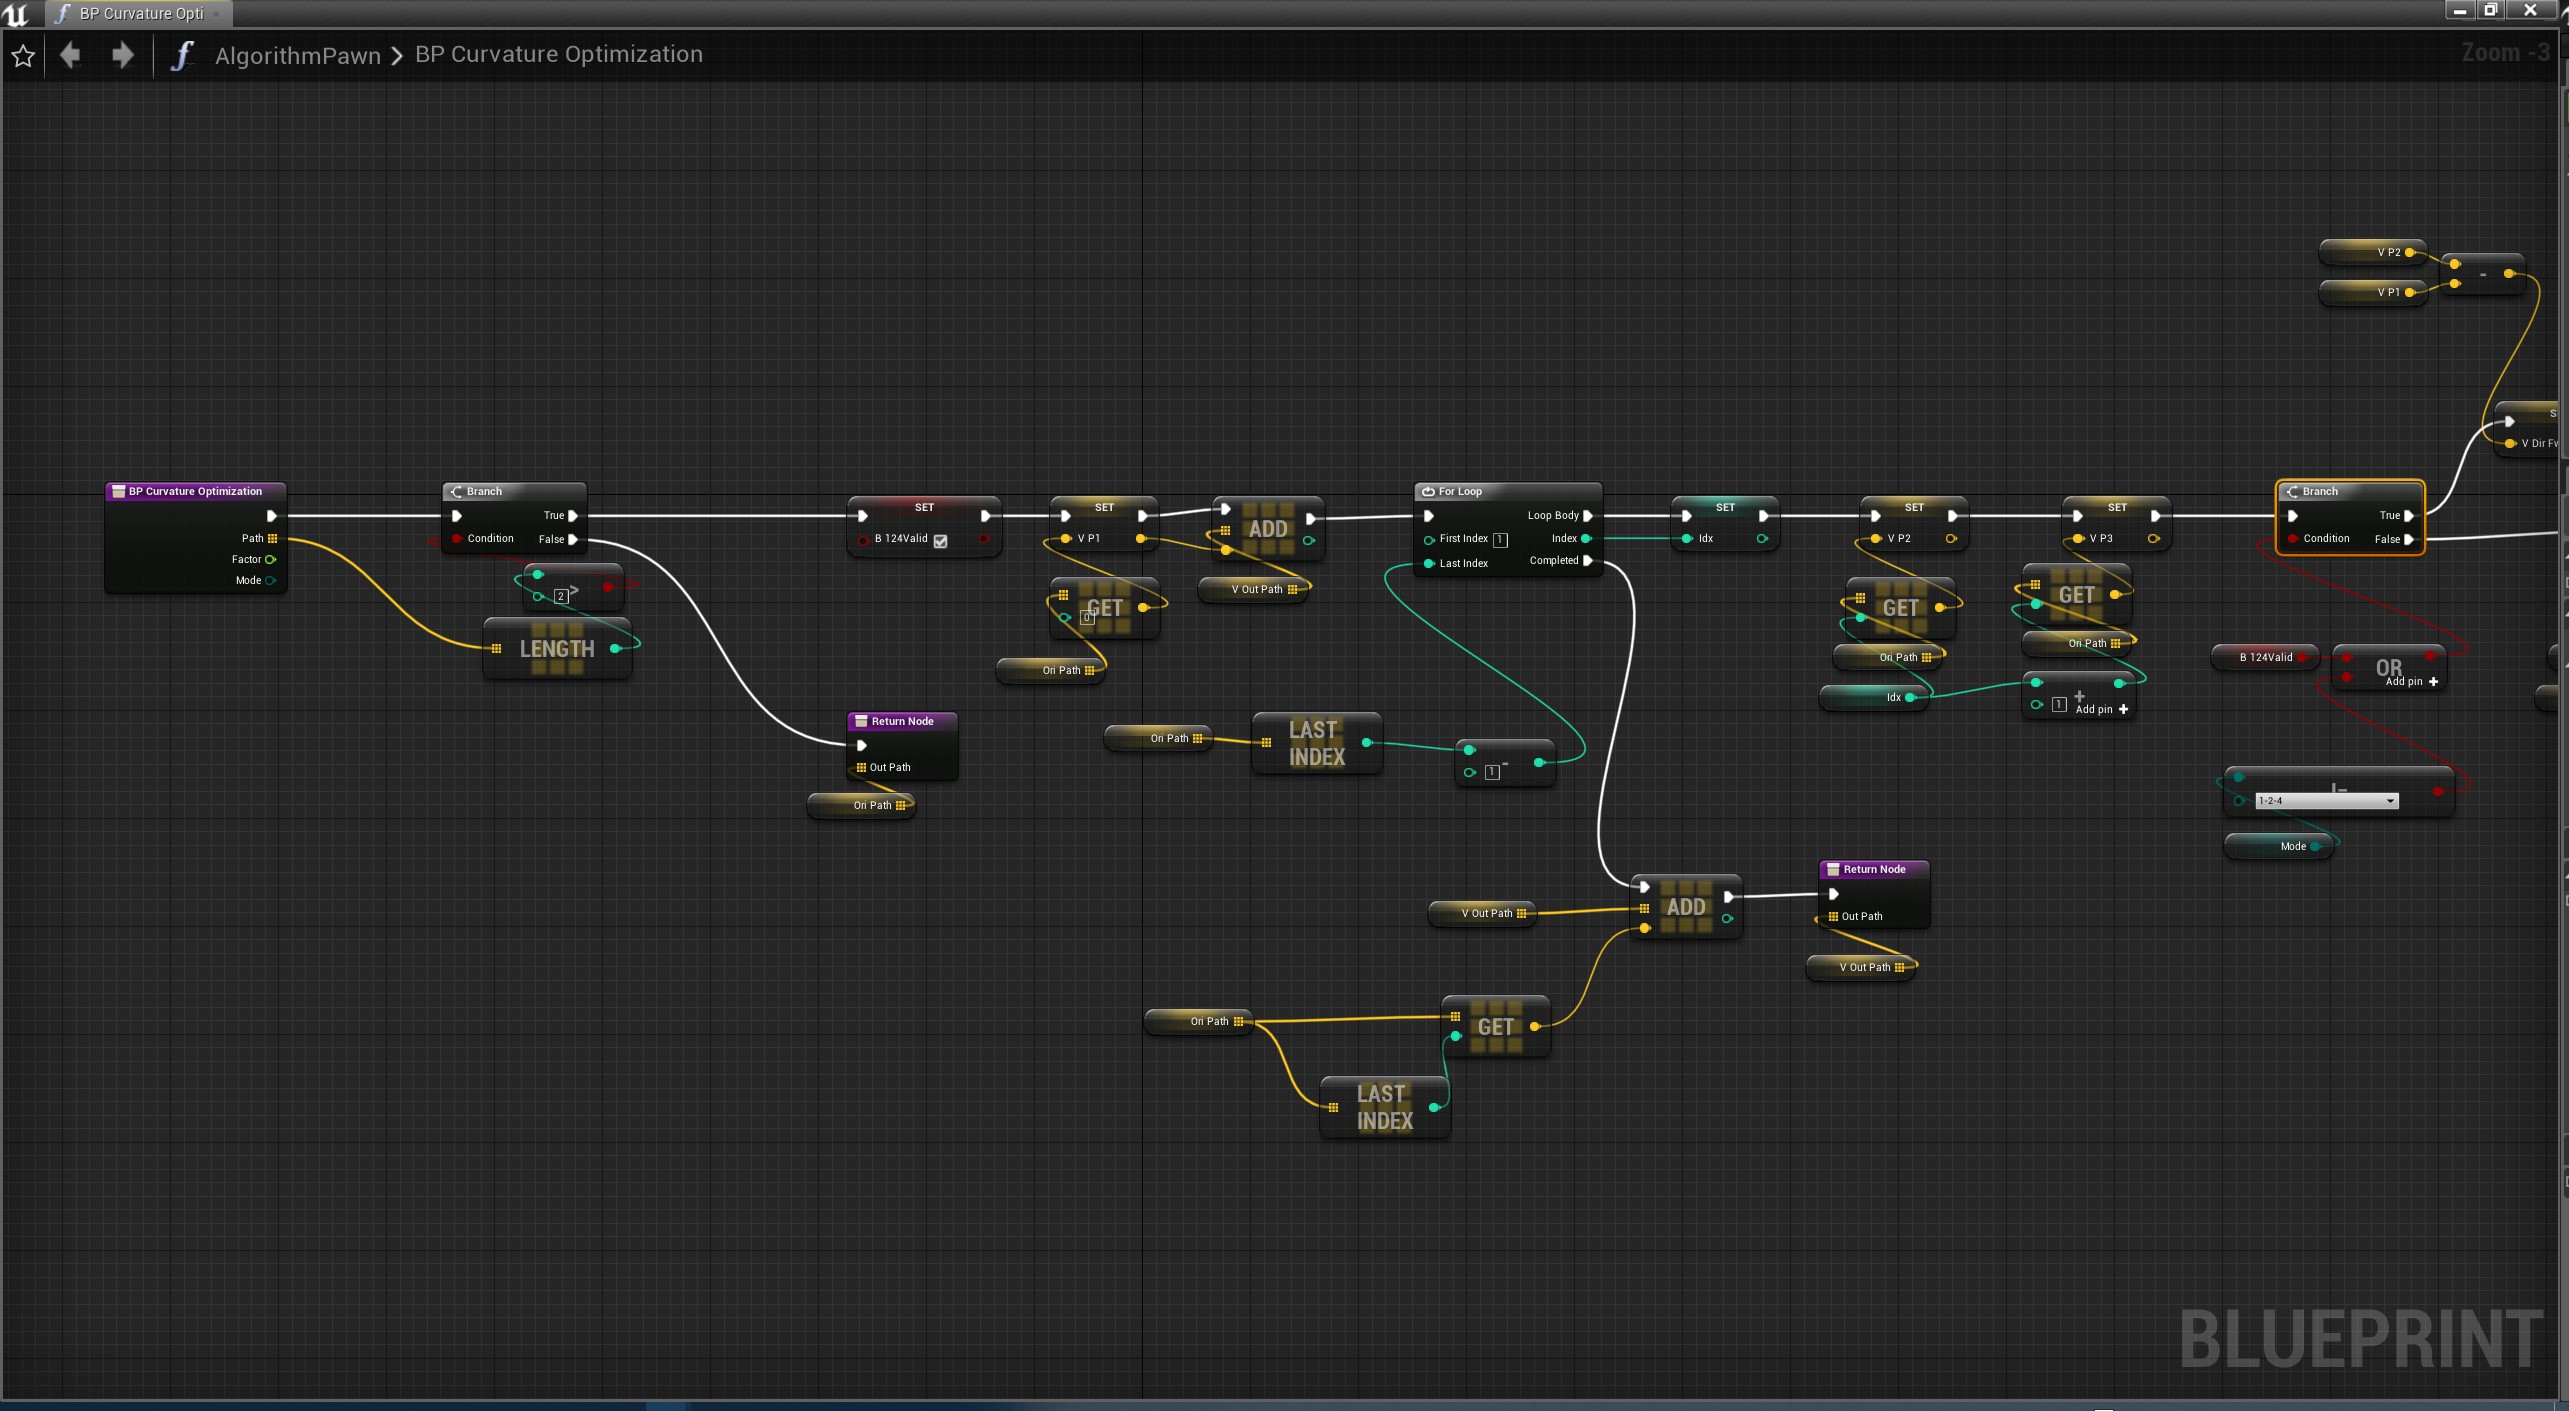 BP Curvature Opti
AlgorithmPawn > BP Curvature Optimization
Zoom -3
V P2
V P1
-
V Dir Fw
BP Curvature Optimization
Path
Factor
Mode
Branch
True
Condition
False
2
>
LENGTH
Return Node
Out Path
Ori Path
SET
B 124Valid
SET
V P1
GET
0
Ori Path
ADD
V Out Path
For Loop
Loop Body
First Index 1
Index
Last Index
Completed
Ori Path
LAST
INDEX
1
-
SET
Idx
SET
V P2
GET
Ori Path
Idx
SET
V P3
GET
Ori Path
1
+
Add pin +
Branch
True
Condition
False
B 124Valid
OR
Add pin +
1-2-4
Mode
V Out Path
ADD
Return Node
Out Path
V Out Path
Ori Path
GET
LAST
INDEX
BLUEPRINT